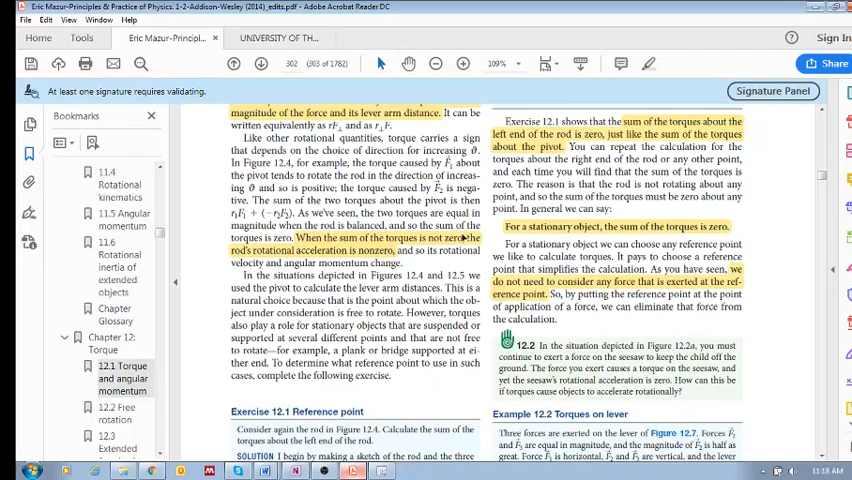 Eric Mazur-Principles & Practice of Physics. 1-2-Addison-Wesley (2014)_edits.pdf - Adobe Acrobat Reader DC
File Edit View Window Help
Home Tools Eric Mazur-Principl... × UNIVERSITY OF TH... Sign In
302 (303 of 1782) 109% Share
At least one signature requires validating. Signature Panel
Bookmarks
11.4
Rotational
kinematics
11.5 Angular
momentum
11.6
Rotational
inertia of
extended
objects
Chapter
Glossary
Chapter 12:
Torque
12.1 Torque
and angular
momentum
12.2 Free
rotation
12.3
Extended
magnitude of the force and its lever arm distance. It can be
written equivalently as rF⊥ and as r⊥F.
Like other rotational quantities, torque carries a sign
that depends on the choice of direction for increasing ϑ.
In Figure 12.4, for example, the torque caused by F⃗1 about
the pivot tends to rotate the rod in the direction of increas-
ing ϑ and so is positive; the torque caused by F⃗2 is nega-
tive. The sum of the two torques about the pivot is then
r1F1 + (−r2F2). As we've seen, the two torques are equal in
magnitude when the rod is balanced, and so the sum of the
torques is zero. When the sum of the torques is not zero, the
rod's rotational acceleration is nonzero, and so its rotational
velocity and angular momentum change.
In the situations depicted in Figures 12.4 and 12.5 we
used the pivot to calculate the lever arm distances. This is a
natural choice because that is the point about which the ob-
ject under consideration is free to rotate. However, torques
also play a role for stationary objects that are suspended or
supported at several different points and that are not free
to rotate—for example, a plank or bridge supported at ei-
ther end. To determine what reference point to use in such
cases, complete the following exercise.
Exercise 12.1 Reference point
Consider again the rod in Figure 12.4. Calculate the sum of the
torques about the left end of the rod.
SOLUTION I begin by making a sketch of the rod and the three
Exercise 12.1 shows that the sum of the torques about the
left end of the rod is zero, just like the sum of the torques
about the pivot. You can repeat the calculation for the
torques about the right end of the rod or any other point,
and each time you will find that the sum of the torques is
zero. The reason is that the rod is not rotating about any
point, and so the sum of the torques must be zero about any
point. In general we can say:
For a stationary object, the sum of the torques is zero.
For a stationary object we can choose any reference point
we like to calculate torques. It pays to choose a reference
point that simplifies the calculation. As you have seen, we
do not need to consider any force that is exerted at the ref-
erence point. So, by putting the reference point at the point
of application of a force, we can eliminate that force from
the calculation.
12.2 In the situation depicted in Figure 12.2a, you must
continue to exert a force on the seesaw to keep the child off the
ground. The force you exert causes a torque on the seesaw, and
yet the seesaw's rotational acceleration is zero. How can this be
if torques cause objects to accelerate rotationally?
Example 12.2 Torques on lever
Three forces are exerted on the lever of Figure 12.7. Forces F⃗1
and F⃗3 are equal in magnitude, and the magnitude of F⃗2 is half as
great. Force F⃗1 is horizontal, F⃗2 and F⃗3 are vertical, and the lever
11:18 AM